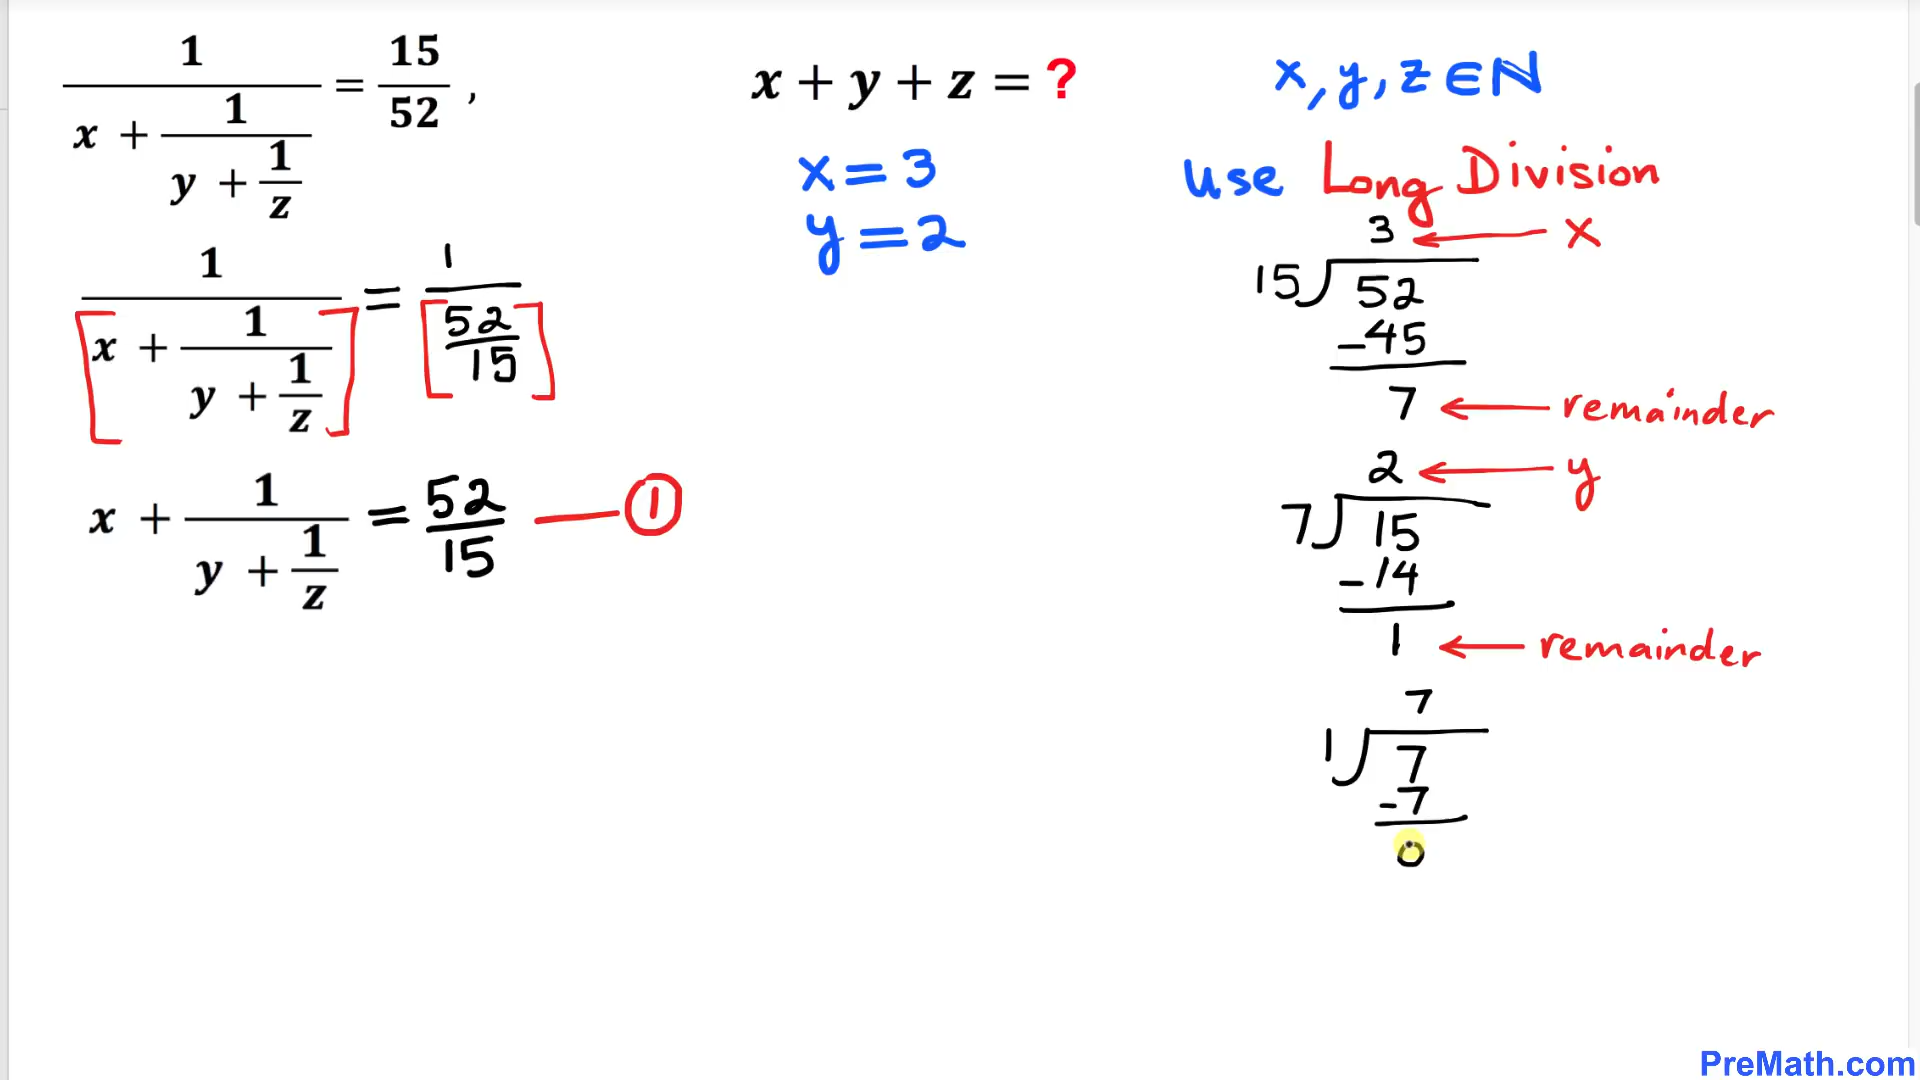 1/(x + 1/(y + 1/z)) = 15/52 ,
x + y + z = ?
x, y, z ∈ ℕ
x = 3
y = 2
1/[x + 1/(y + 1/z)] = 1/[52/15]
x + 1/(y + 1/z) = 52/15 — ①
use Long Division
3 ← x
15)52
-45
7 ← remainder
2 ← y
7)15
-14
1 ← remainder
7
1)7
-7
0
PreMath.com